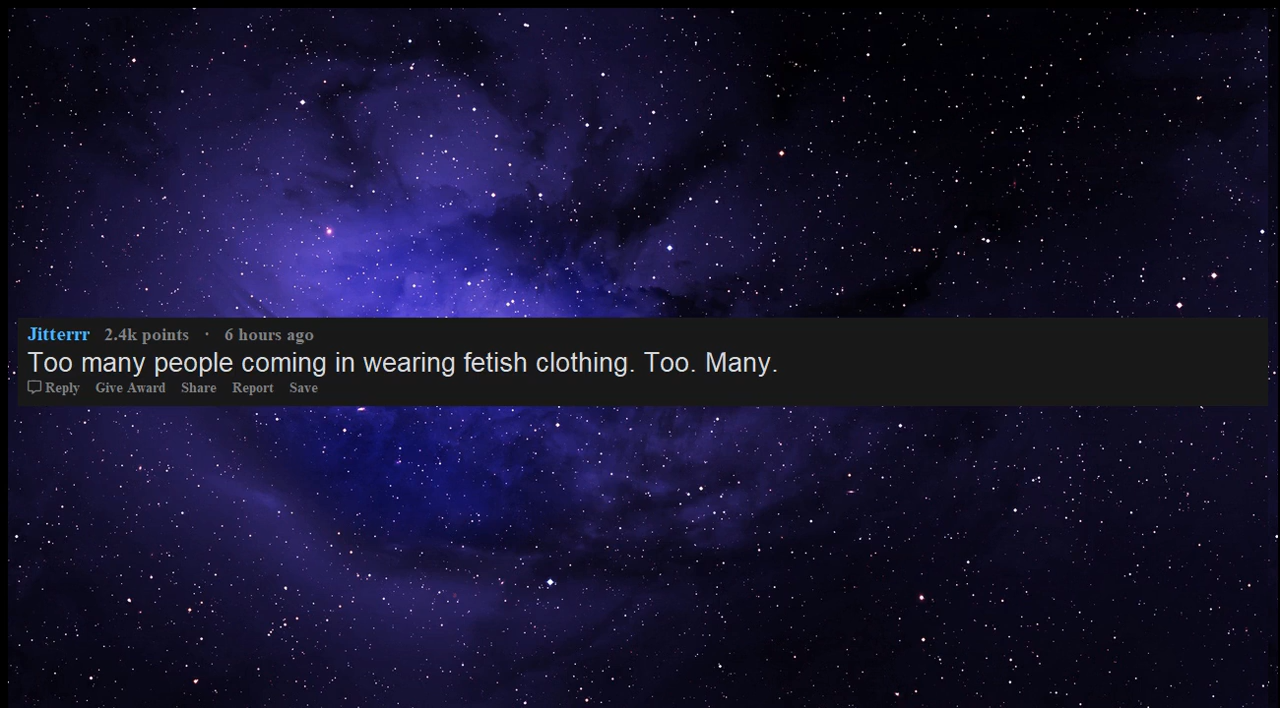 Jitterrr 2.4k points · 6 hours ago
Too many people coming in wearing fetish clothing. Too. Many.
Reply Give Award Share Report Save